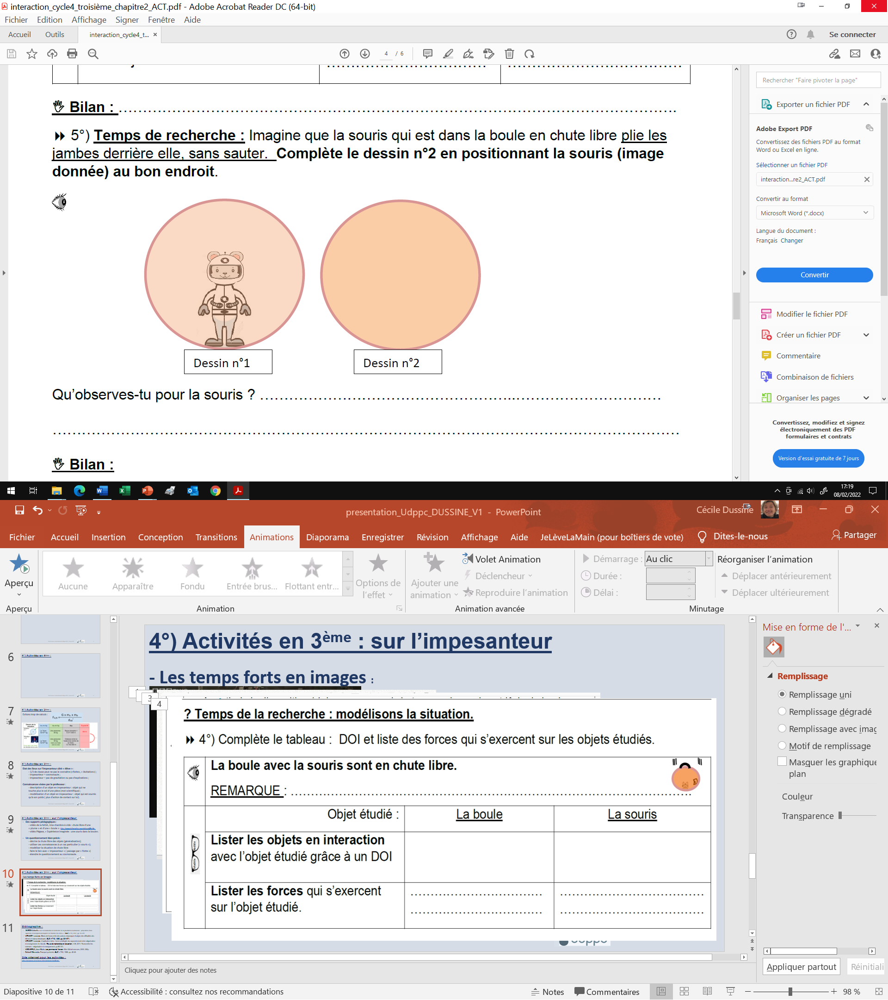 interaction_cycle4_troisième_chapitre2_ACT.pdf - Adobe Acrobat Reader DC (64-bit)
Fichier Edition Affichage Signer Fenêtre Aide
Accueil Outils interaction_cycle4_t... × Se connecter
4 / 6
Bilan : ……………………………………………………………………………………………………
5°) Temps de recherche : Imagine que la souris qui est dans la boule en chute libre plie les
jambes derrière elle, sans sauter. Complète le dessin n°2 en positionnant la souris (image
donnée) au bon endroit.
Dessin n°1
Dessin n°2
Qu'observes-tu pour la souris ? ……………………………………………..…………………………
…………………………………………………………………………………………………………………
Bilan :
Rechercher "Faire pivoter la page"
Exporter un fichier PDF
Adobe Export PDF
Convertissez des fichiers PDF au format
Word ou Excel en ligne.
Sélectionner un fichier PDF
interaction...re2_ACT.pdf
Convertir au format
Microsoft Word (*.docx)
Langue du document :
Français Changer
Convertir
Modifier le fichier PDF
Créer un fichier PDF
Commentaire
Combinaison de fichiers
Organiser les pages
Convertissez, modifiez et signez
électroniquement des PDF
formulaires et contrats
Version d'essai gratuite de 7 jours
17:19
08/02/2022
presentation_Udppc_DUSSINE_V1 - PowerPoint
Cécile Dussine
Fichier Accueil Insertion Conception Transitions Animations Diaporama Enregistrer Révision Affichage Aide JeLèveLaMain (pour boîtiers de vote) Dites-le-nous Partager
Aperçu
Aperçu
Aucune Apparaître Fondu Entrée brus... Flottant entr...
Animation
Options de
l'effet
Ajouter une
animation
Volet Animation
Déclencheur
Reproduire l'animation
Animation avancée
Démarrage : Au clic
Durée :
Délai :
Réorganiser l'animation
Déplacer antérieurement
Déplacer ultérieurement
Minutage
6
7
8
9
10
11
4°) Activités en 3ème : sur l'impesanteur
- Les temps forts en images :
3
4
? Temps de la recherche : modélisons la situation.
4°) Complète le tableau : DOI et liste des forces qui s'exercent sur les objets étudiés.
La boule avec la souris sont en chute libre.
REMARQUE : ……………………………………………………………………………………
Objet étudié : La boule La souris
Lister les objets en interaction
avec l'objet étudié grâce à un DOI
Lister les forces qui s'exercent
sur l'objet étudié.
Cliquez pour ajouter des notes
Mise en forme de l'...
Remplissage
Remplissage uni
Remplissage dégradé
Remplissage avec imag
Motif de remplissage
Masquer les graphique
plan
Couleur
Transparence
Appliquer partout Réinitiali
Diapositive 10 de 11 Accessibilité : consultez nos recommandations Notes Commentaires 98 %